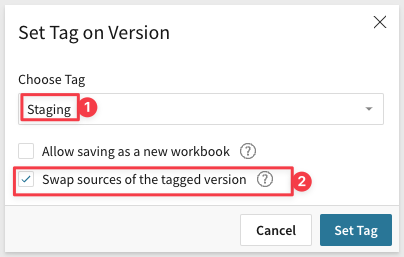 Set Tag on Version
Choose Tag
Staging 1
Allow saving as a new workbook ?
Swap sources of the tagged version ? 2
Cancel Set Tag